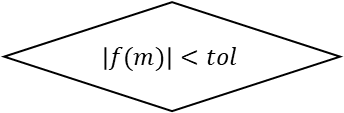 |f(m)| < tol